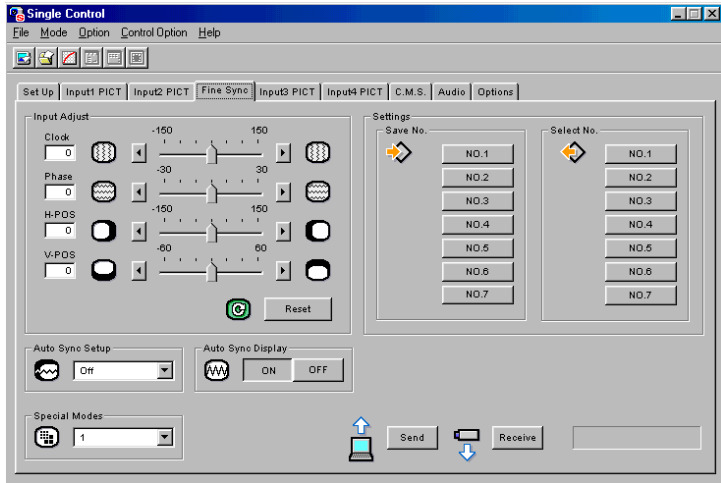 Single Control
File Mode Option Control Option Help
Set Up Input1 PICT Input2 PICT Fine Sync Input3 PICT Input4 PICT C.M.S. Audio Options
Input Adjust
Clock
0
-150 150
Phase
0
-30 30
H-POS
0
-150 150
V-POS
0
-60 60
Reset
Settings
Save No.
NO.1
NO.2
NO.3
NO.4
NO.5
NO.6
NO.7
Select No.
NO.1
NO.2
NO.3
NO.4
NO.5
NO.6
NO.7
Auto Sync Setup
Off
Auto Sync Display
ON OFF
Special Modes
1
Send
Receive